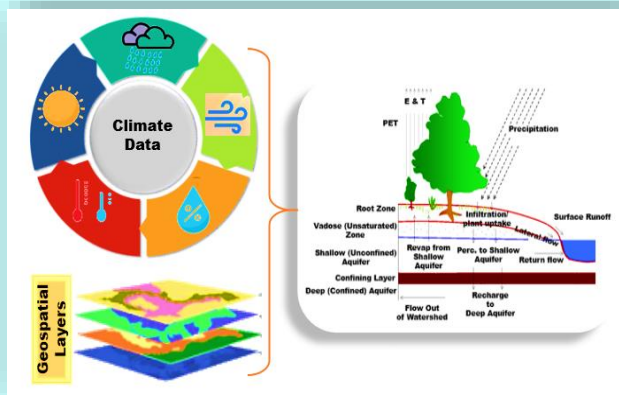 Climate
Data
Geospatial
Layers
E & T
PET
Precipitation
Root Zone
Infiltration/
plant uptake
Surface Runoff
Vadose (Unsaturated)
Zone
Lateral flow
Shallow (Unconfined)
Aquifer
Revap from
Shallow
Aquifer
Perc. to Shallow
Aquifer
Return flow
Confining Layer
Deep (Confined) Aquifer
Flow Out
of Watershed
Recharge
to
Deep Aquifer